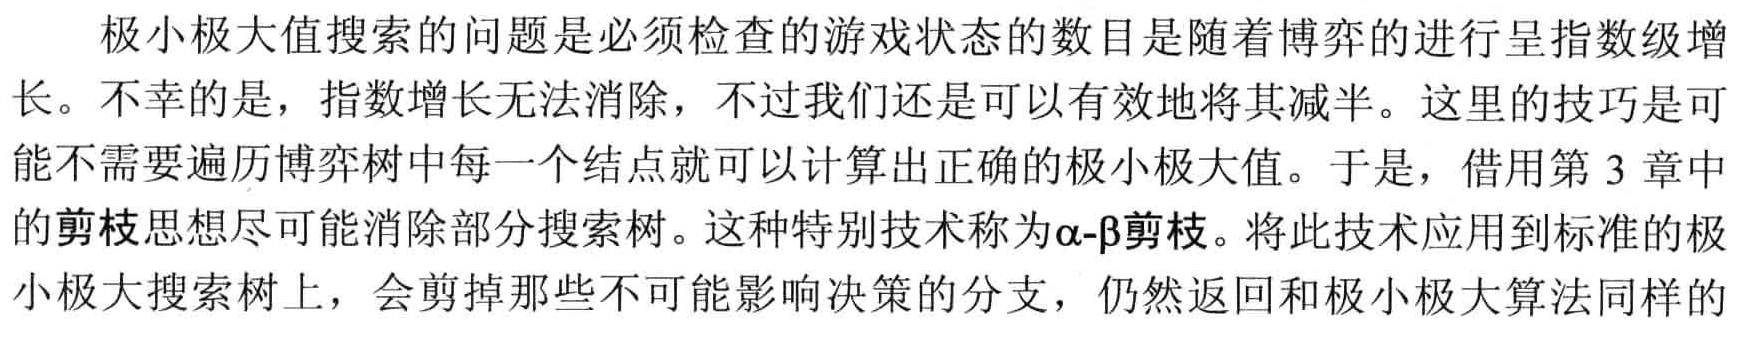 极小极大值搜索的问题是必须检查的游戏状态的数目是随着博弈的进行呈指数级增
长。不幸的是，指数增长无法消除，不过我们还是可以有效地将其减半。这里的技巧是可
能不需要遍历博弈树中每一个结点就可以计算出正确的极小极大值。于是，借用第 3 章中
的剪枝思想尽可能消除部分搜索树。这种特别技术称为α-β剪枝。将此技术应用到标准的极
小极大搜索树上，会剪掉那些不可能影响决策的分支，仍然返回和极小极大算法同样的